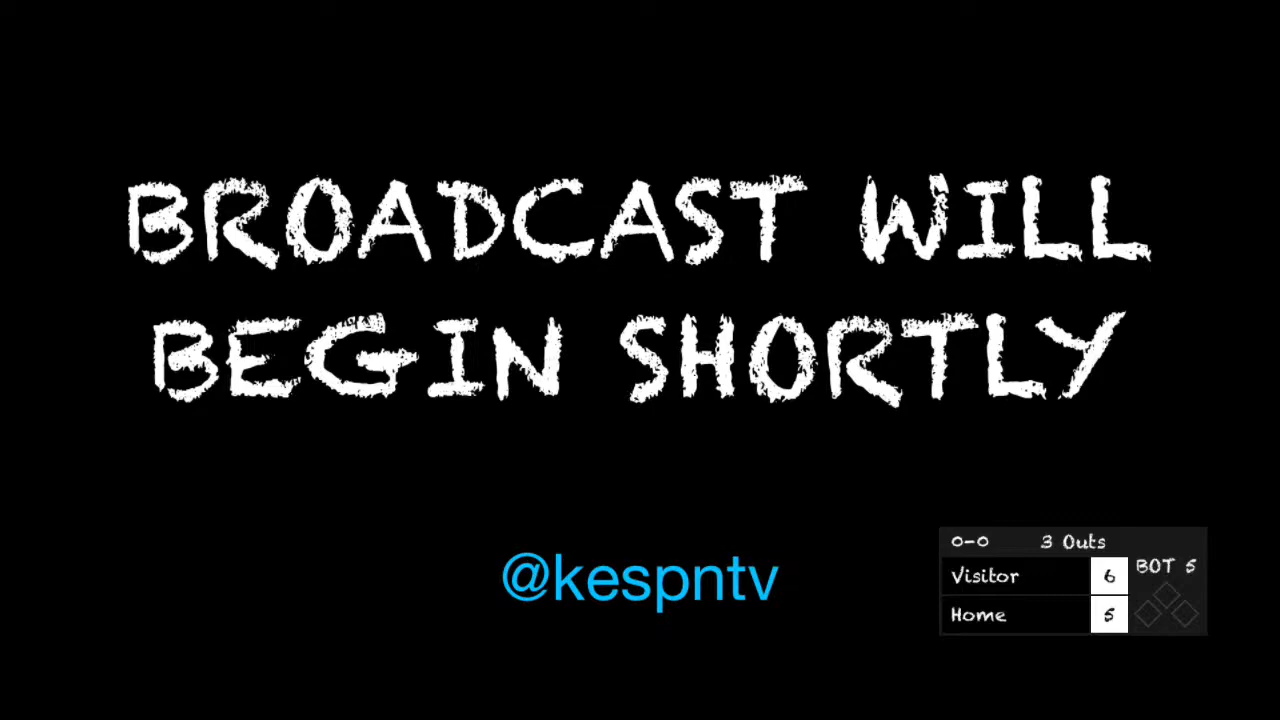 BROADCAST WILL
BEGIN SHORTLY
@kespntv
0-0 3 Outs
Visitor 6
BOT 5
Home 5